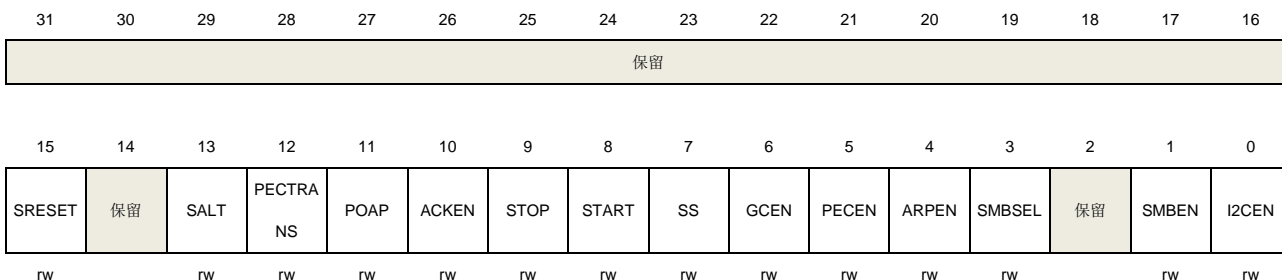 31 30 29 28 27 26 25 24 23 22 21 20 19 18 17 16
保留
15 14 13 12 11 10 9 8 7 6 5 4 3 2 1 0
SRESET 保留 SALT PECTRA NS POAP ACKEN STOP START SS GCEN PECEN ARPEN SMBSEL 保留 SMBEN I2CEN
rw rw rw rw rw rw rw rw rw rw rw rw rw rw